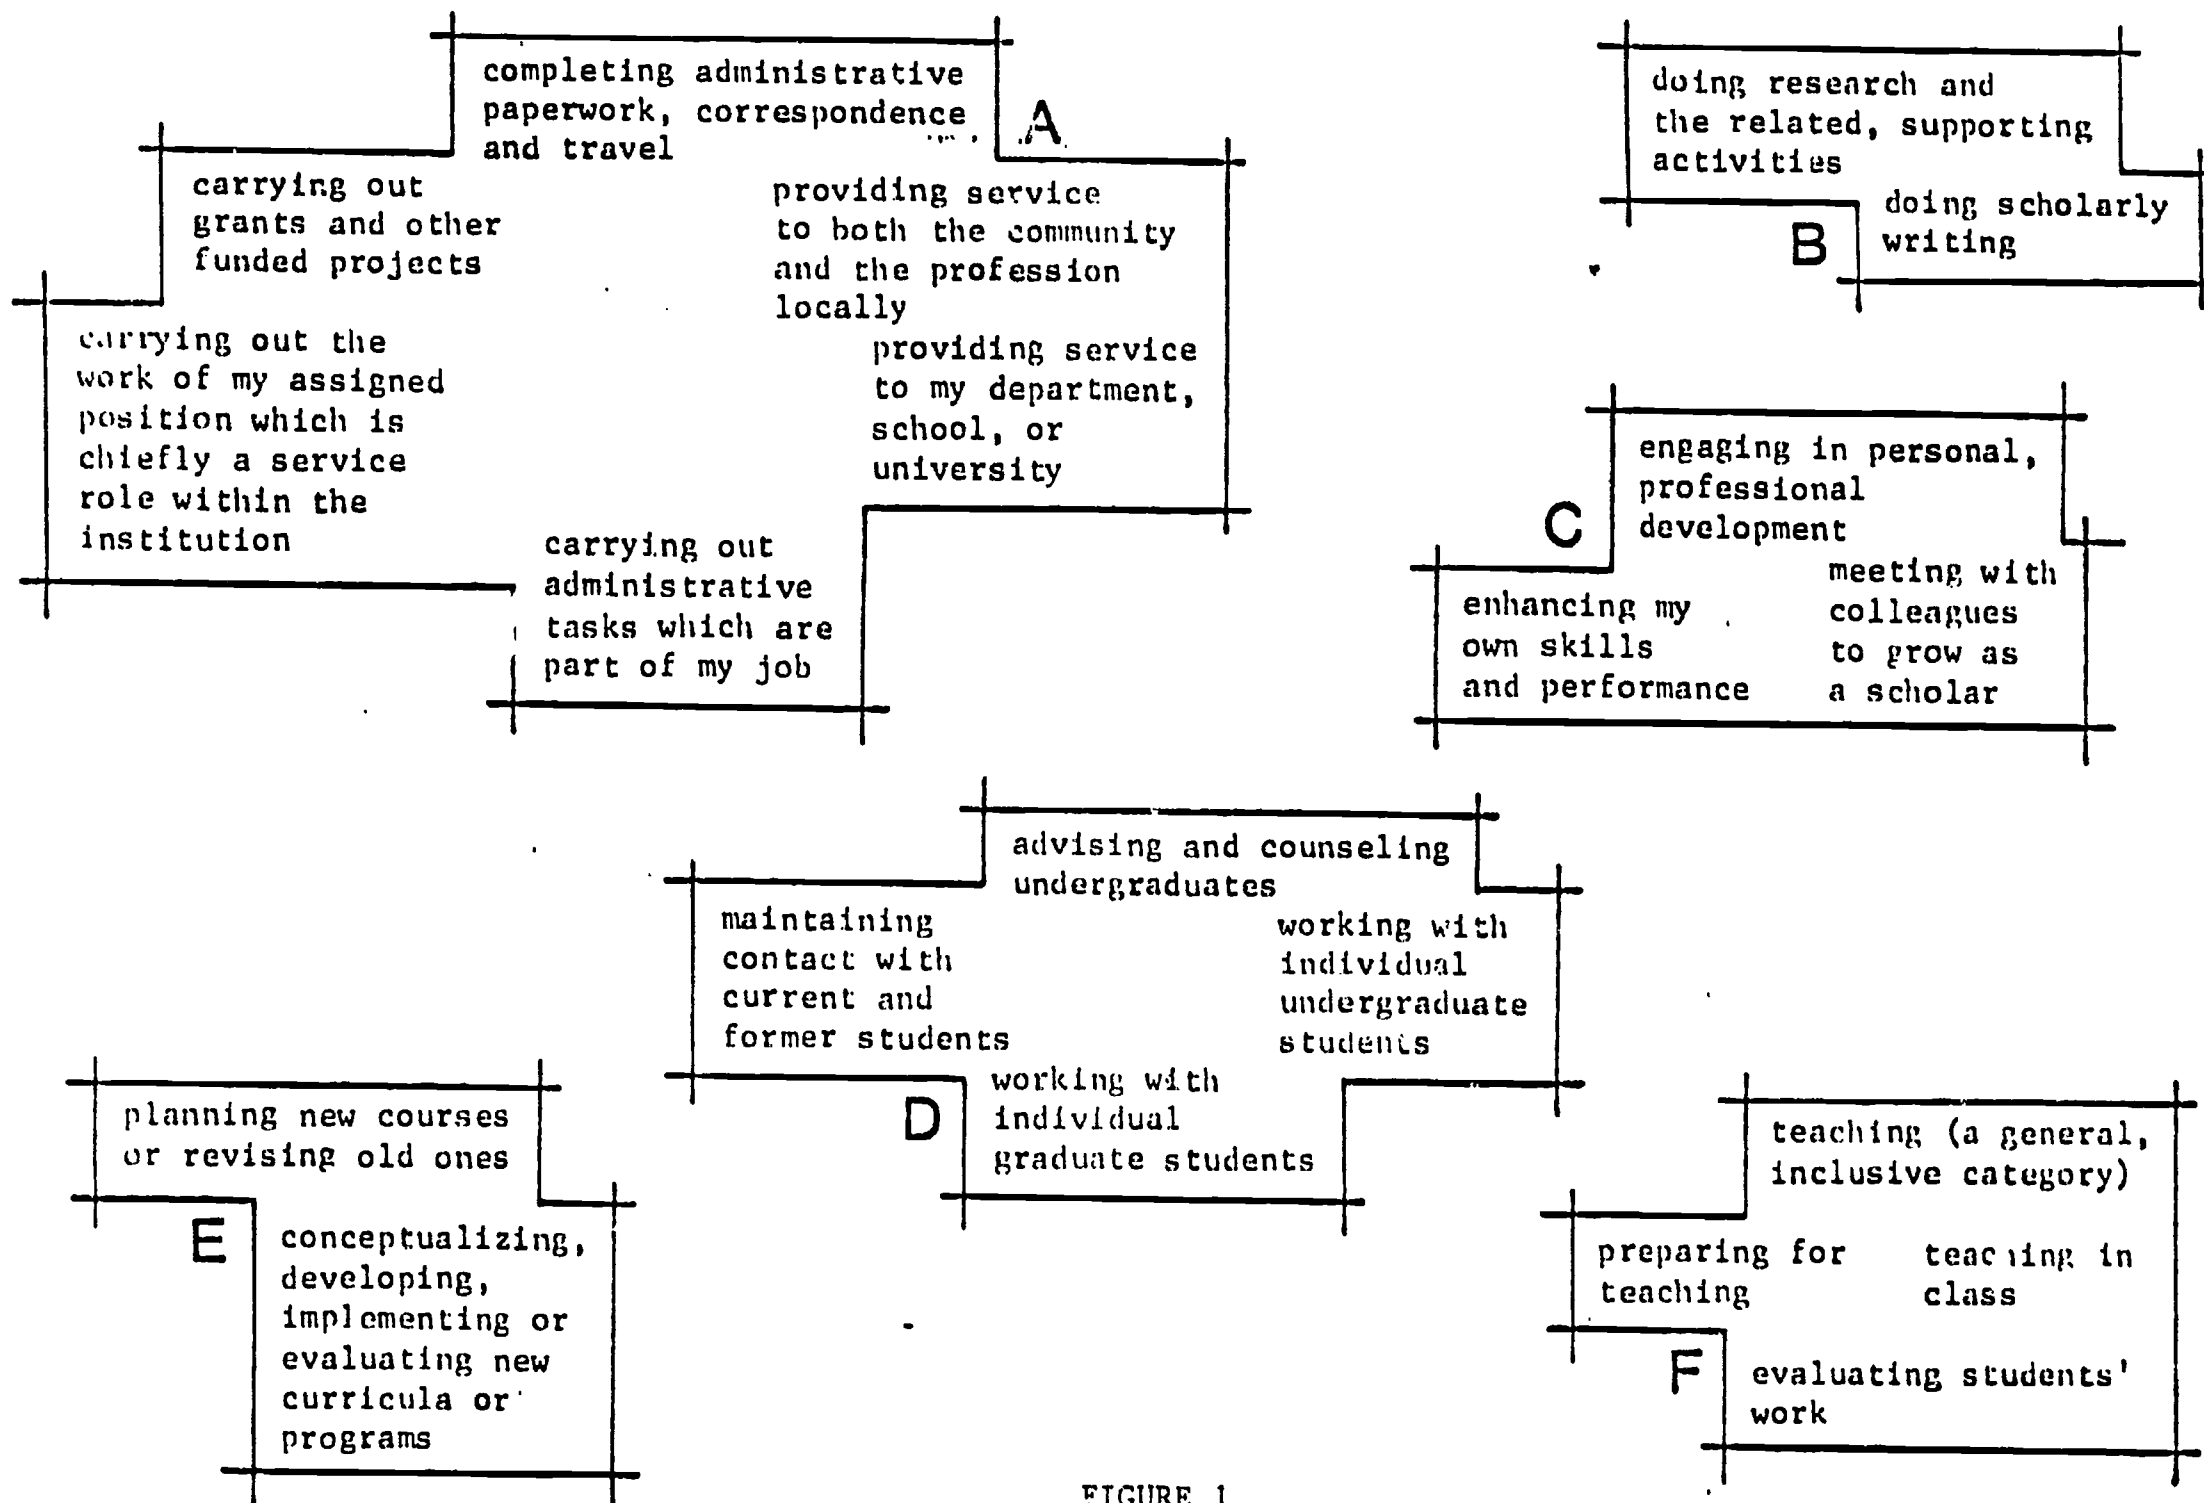 completing administrative
paperwork, correspondence
and travel
A
carrying out
grants and other
funded projects
providing service
to both the community
and the profession
locally
carrying out the
work of my assigned
position which is
chiefly a service
role within the
institution
providing service
to my department,
school, or
university
carrying out
administrative
tasks which are
part of my job
doing research and
the related, supporting
activities
doing scholarly
writing
B
engaging in personal,
professional
development
C
enhancing my
own skills
and performance
meeting with
colleagues
to grow as
a scholar
advising and counseling
undergraduates
maintaining
contact with
current and
former students
working with
individual
undergraduate
students
working with
individual
graduate students
D
planning new courses
or revising old ones
E
conceptualizing,
developing,
implementing or
evaluating new
curricula or
programs
teaching (a general,
inclusive category)
preparing for
teaching
teaching in
class
F
evaluating students'
work
FIGURE 1